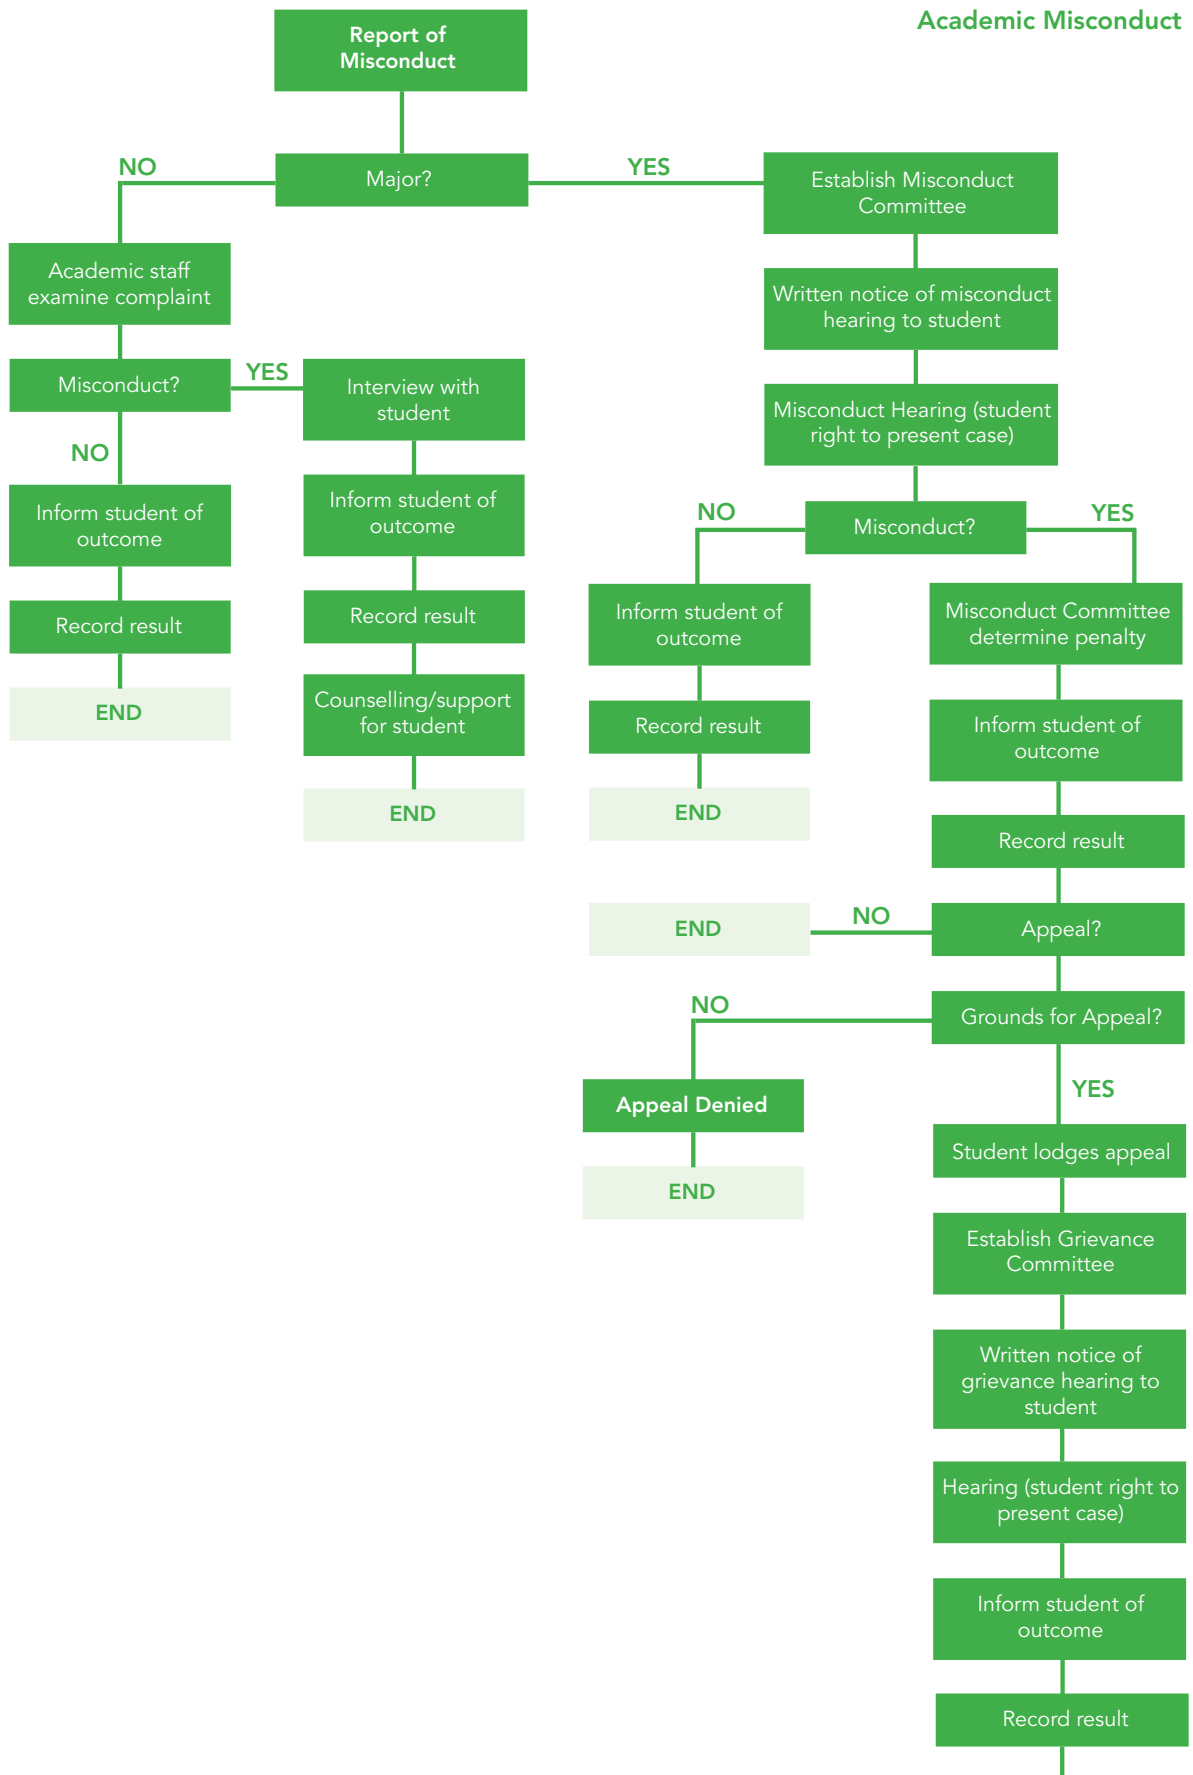 Academic Misconduct
Report of
Misconduct
NO
Major?
YES
Establish Misconduct
Committee
Academic staff
examine complaint
Written notice of misconduct
hearing to student
Misconduct?
YES
Interview with
student
Misconduct Hearing (student
right to present case)
NO
Inform student of
outcome
Inform student of
outcome
NO
Misconduct?
YES
Record result
Record result
Inform student of
outcome
Misconduct Committee
determine penalty
END
Counselling/support
for student
Record result
Inform student of
outcome
END
END
Record result
END
NO
Appeal?
NO
Grounds for Appeal?
YES
Appeal Denied
Student lodges appeal
END
Establish Grievance
Committee
Written notice of
grievance hearing to
student
Hearing (student right to
present case)
Inform student of
outcome
Record result